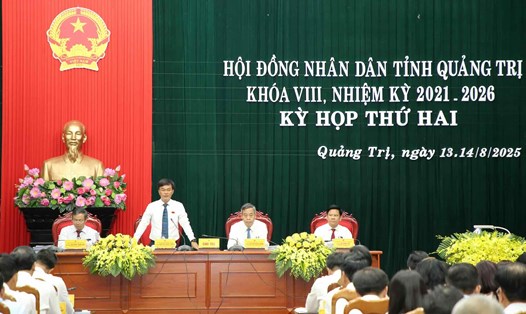 HỘI ĐỒNG NHÂN DÂN TỈNH QUẢNG TRỊ
KHÓA VIII, NHIỆM KỲ 2021-2026
KỲ HỌP THỨ HAI
Quảng Trị, ngày 13.14/8/2025